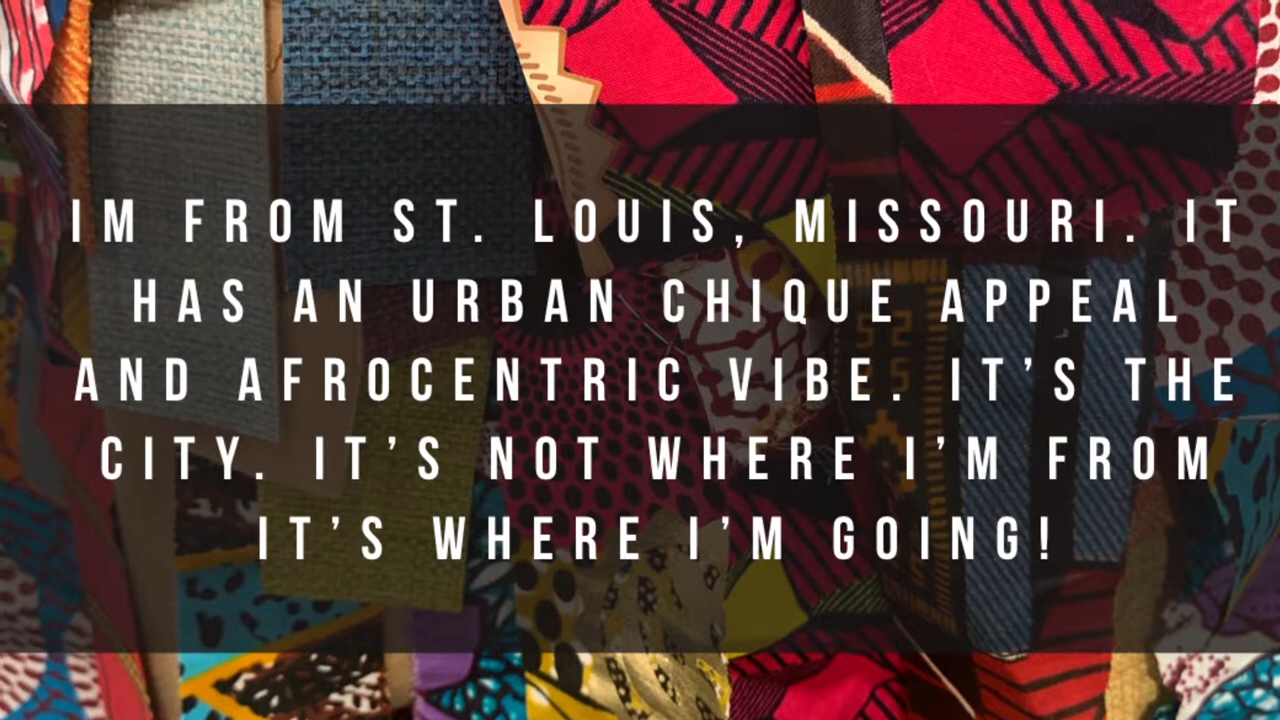 IM FROM ST. LOUIS, MISSOURI. IT
HAS AN URBAN CHIQUE APPEAL
AND AFROCENTRIC VIBE. IT’S THE
CITY. IT’S NOT WHERE I’M FROM
IT’S WHERE I’M GOING!